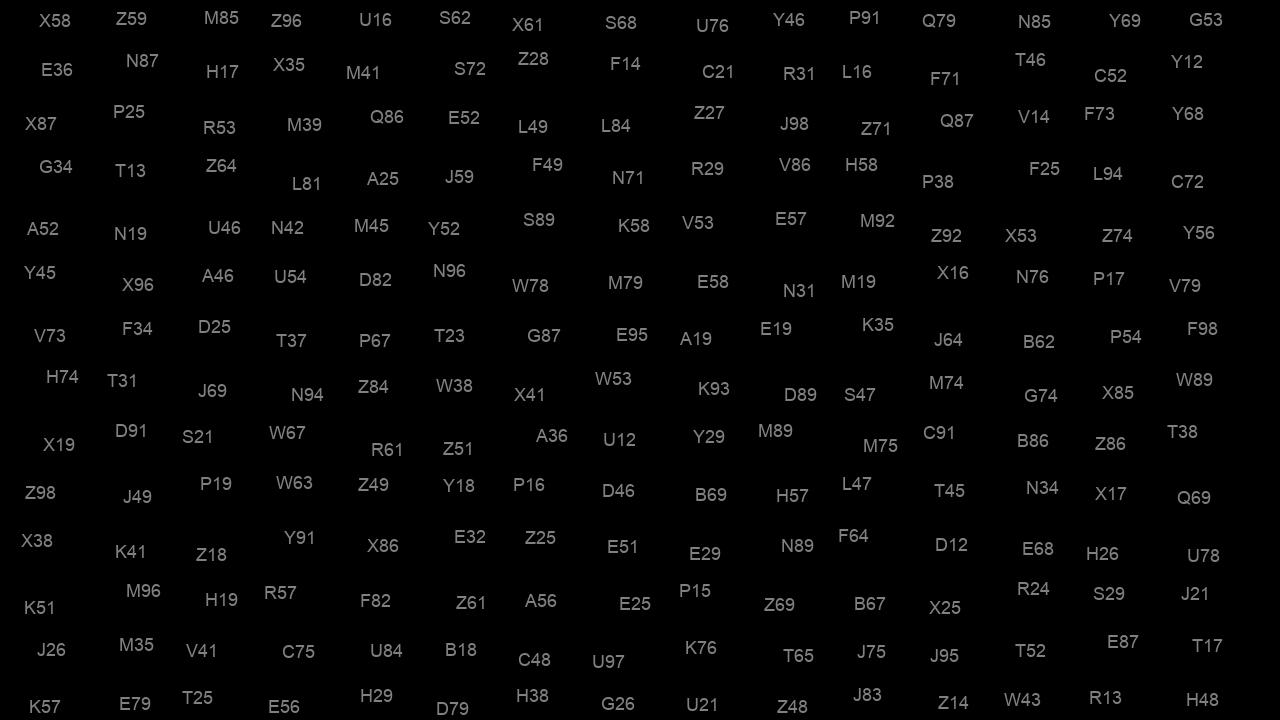 X58 Z59 M85 Z96 U16 S62 X61 S68 U76 Y46 P91 Q79 N85 Y69 G53
E36 N87 H17 X35 M41 S72 Z28 F14 C21 R31 L16 F71 T46 C52 Y12
X87 P25 R53 M39 Q86 E52 L49 L84 Z27 J98 Z71 Q87 V14 F73 Y68
G34 T13 Z64 L81 A25 J59 F49 N71 R29 V86 H58 P38 F25 L94 C72
A52 N19 U46 N42 M45 Y52 S89 K58 V53 E57 M92 Z92 X53 Z74 Y56
Y45 X96 A46 U54 D82 N96 W78 M79 E58 N31 M19 X16 N76 P17 V79
V73 F34 D25 T37 P67 T23 G87 E95 A19 E19 K35 J64 B62 P54 F98
H74 T31 J69 N94 Z84 W38 X41 W53 K93 D89 S47 M74 G74 X85 W89
X19 D91 S21 W67 R61 Z51 A36 U12 Y29 M89 M75 C91 B86 Z86 T38
Z98 J49 P19 W63 Z49 Y18 P16 D46 B69 H57 L47 T45 N34 X17 Q69
X38 K41 Z18 Y91 X86 E32 Z25 E51 E29 N89 F64 D12 E68 H26 U78
K51 M96 H19 R57 F82 Z61 A56 E25 P15 Z69 B67 X25 R24 S29 J21
J26 M35 V41 C75 U84 B18 C48 U97 K76 T65 J75 J95 T52 E87 T17
K57 E79 T25 E56 H29 D79 H38 G26 U21 Z48 J83 Z14 W43 R13 H48